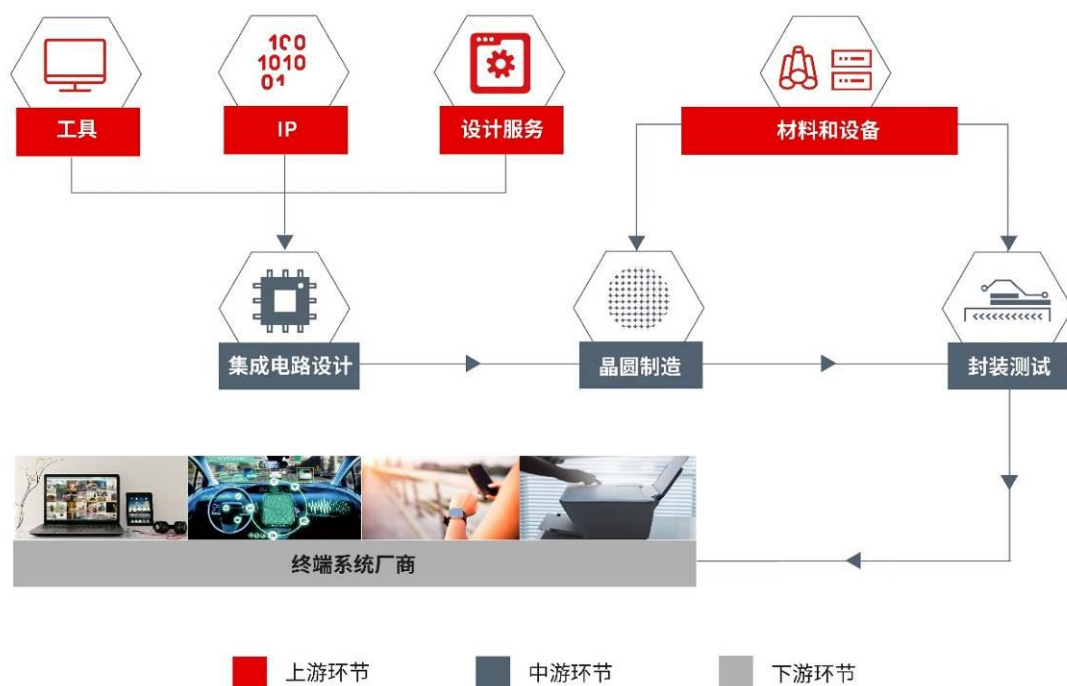 100
1010
01
工具
IP
设计服务
材料和设备
集成电路设计
晶圆制造
封装测试
终端系统厂商
上游环节
中游环节
下游环节